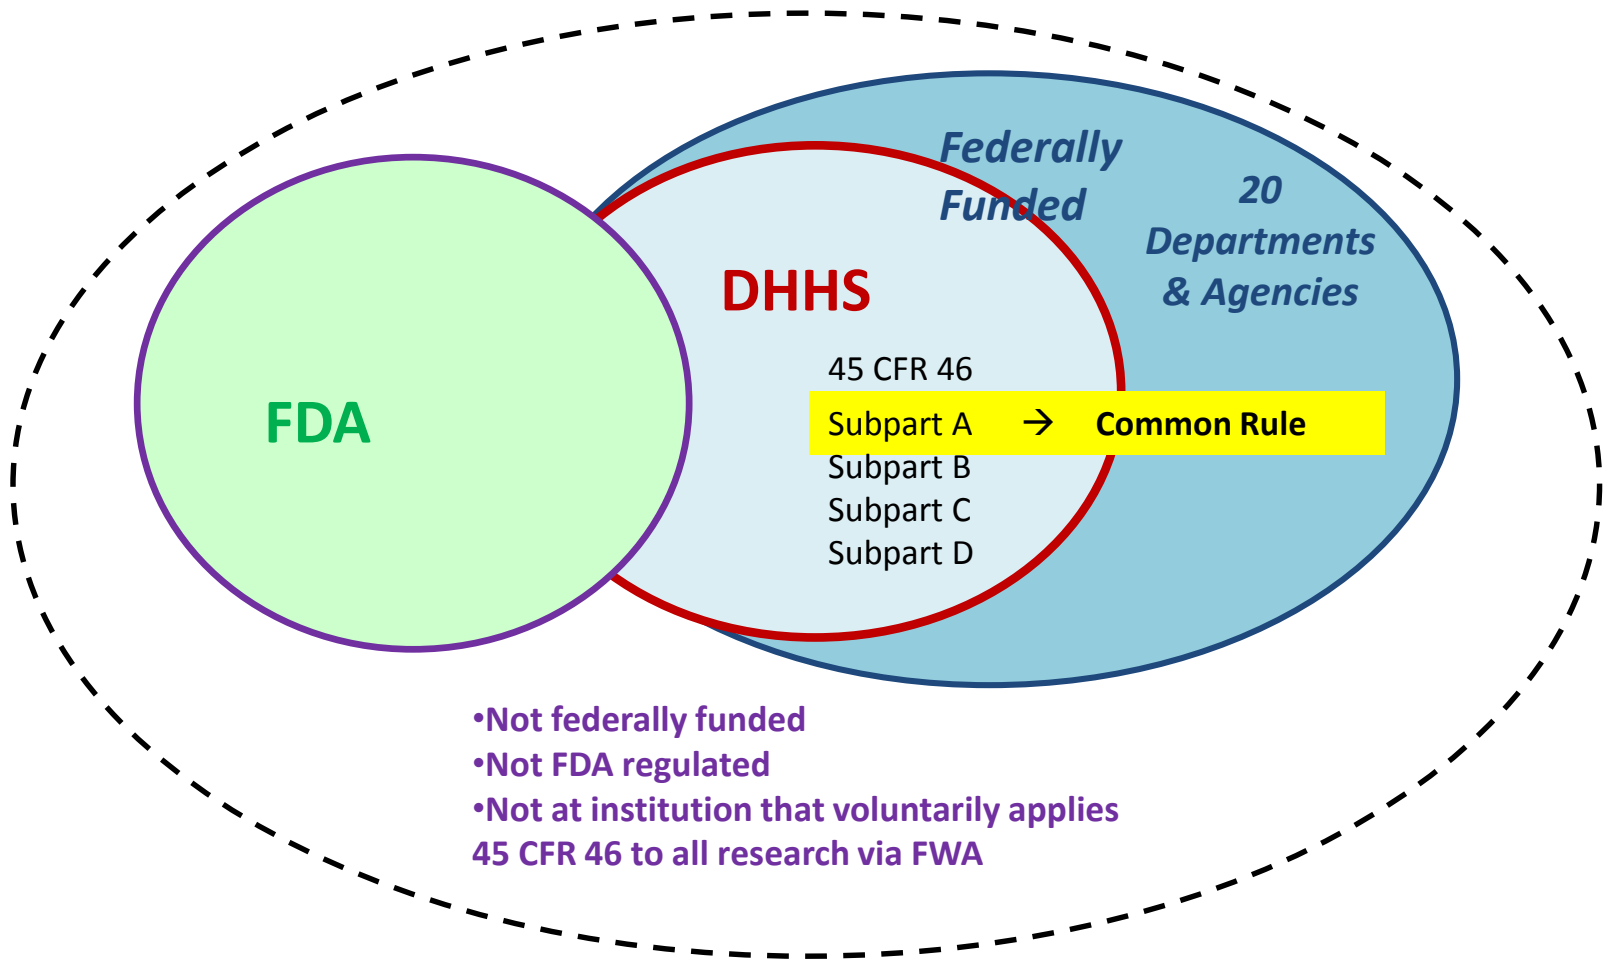 Federally
Funded
20
Departments
& Agencies
DHHS
FDA
45 CFR 46
Subpart A → Common Rule
Subpart B
Subpart C
Subpart D
•Not federally funded
•Not FDA regulated
•Not at institution that voluntarily applies
45 CFR 46 to all research via FWA